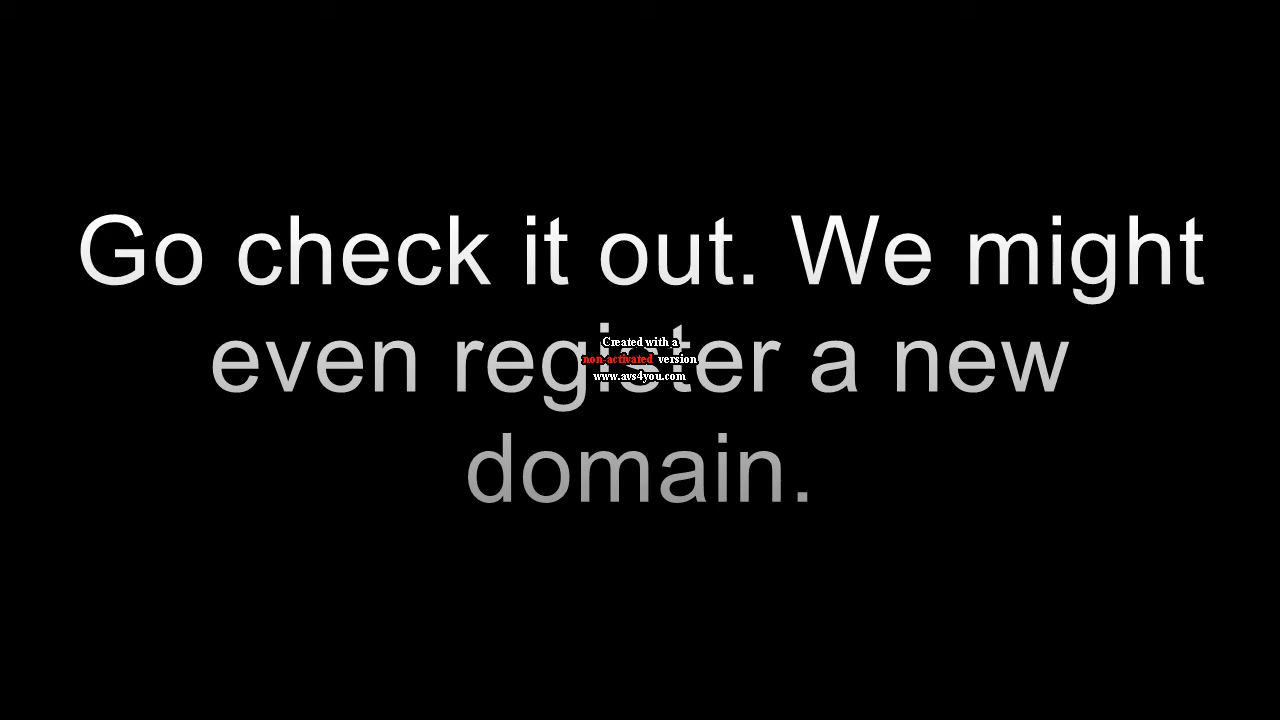 Go check it out. We might
even register a new
domain.
Created with a
non-activated version
www.avs4you.com